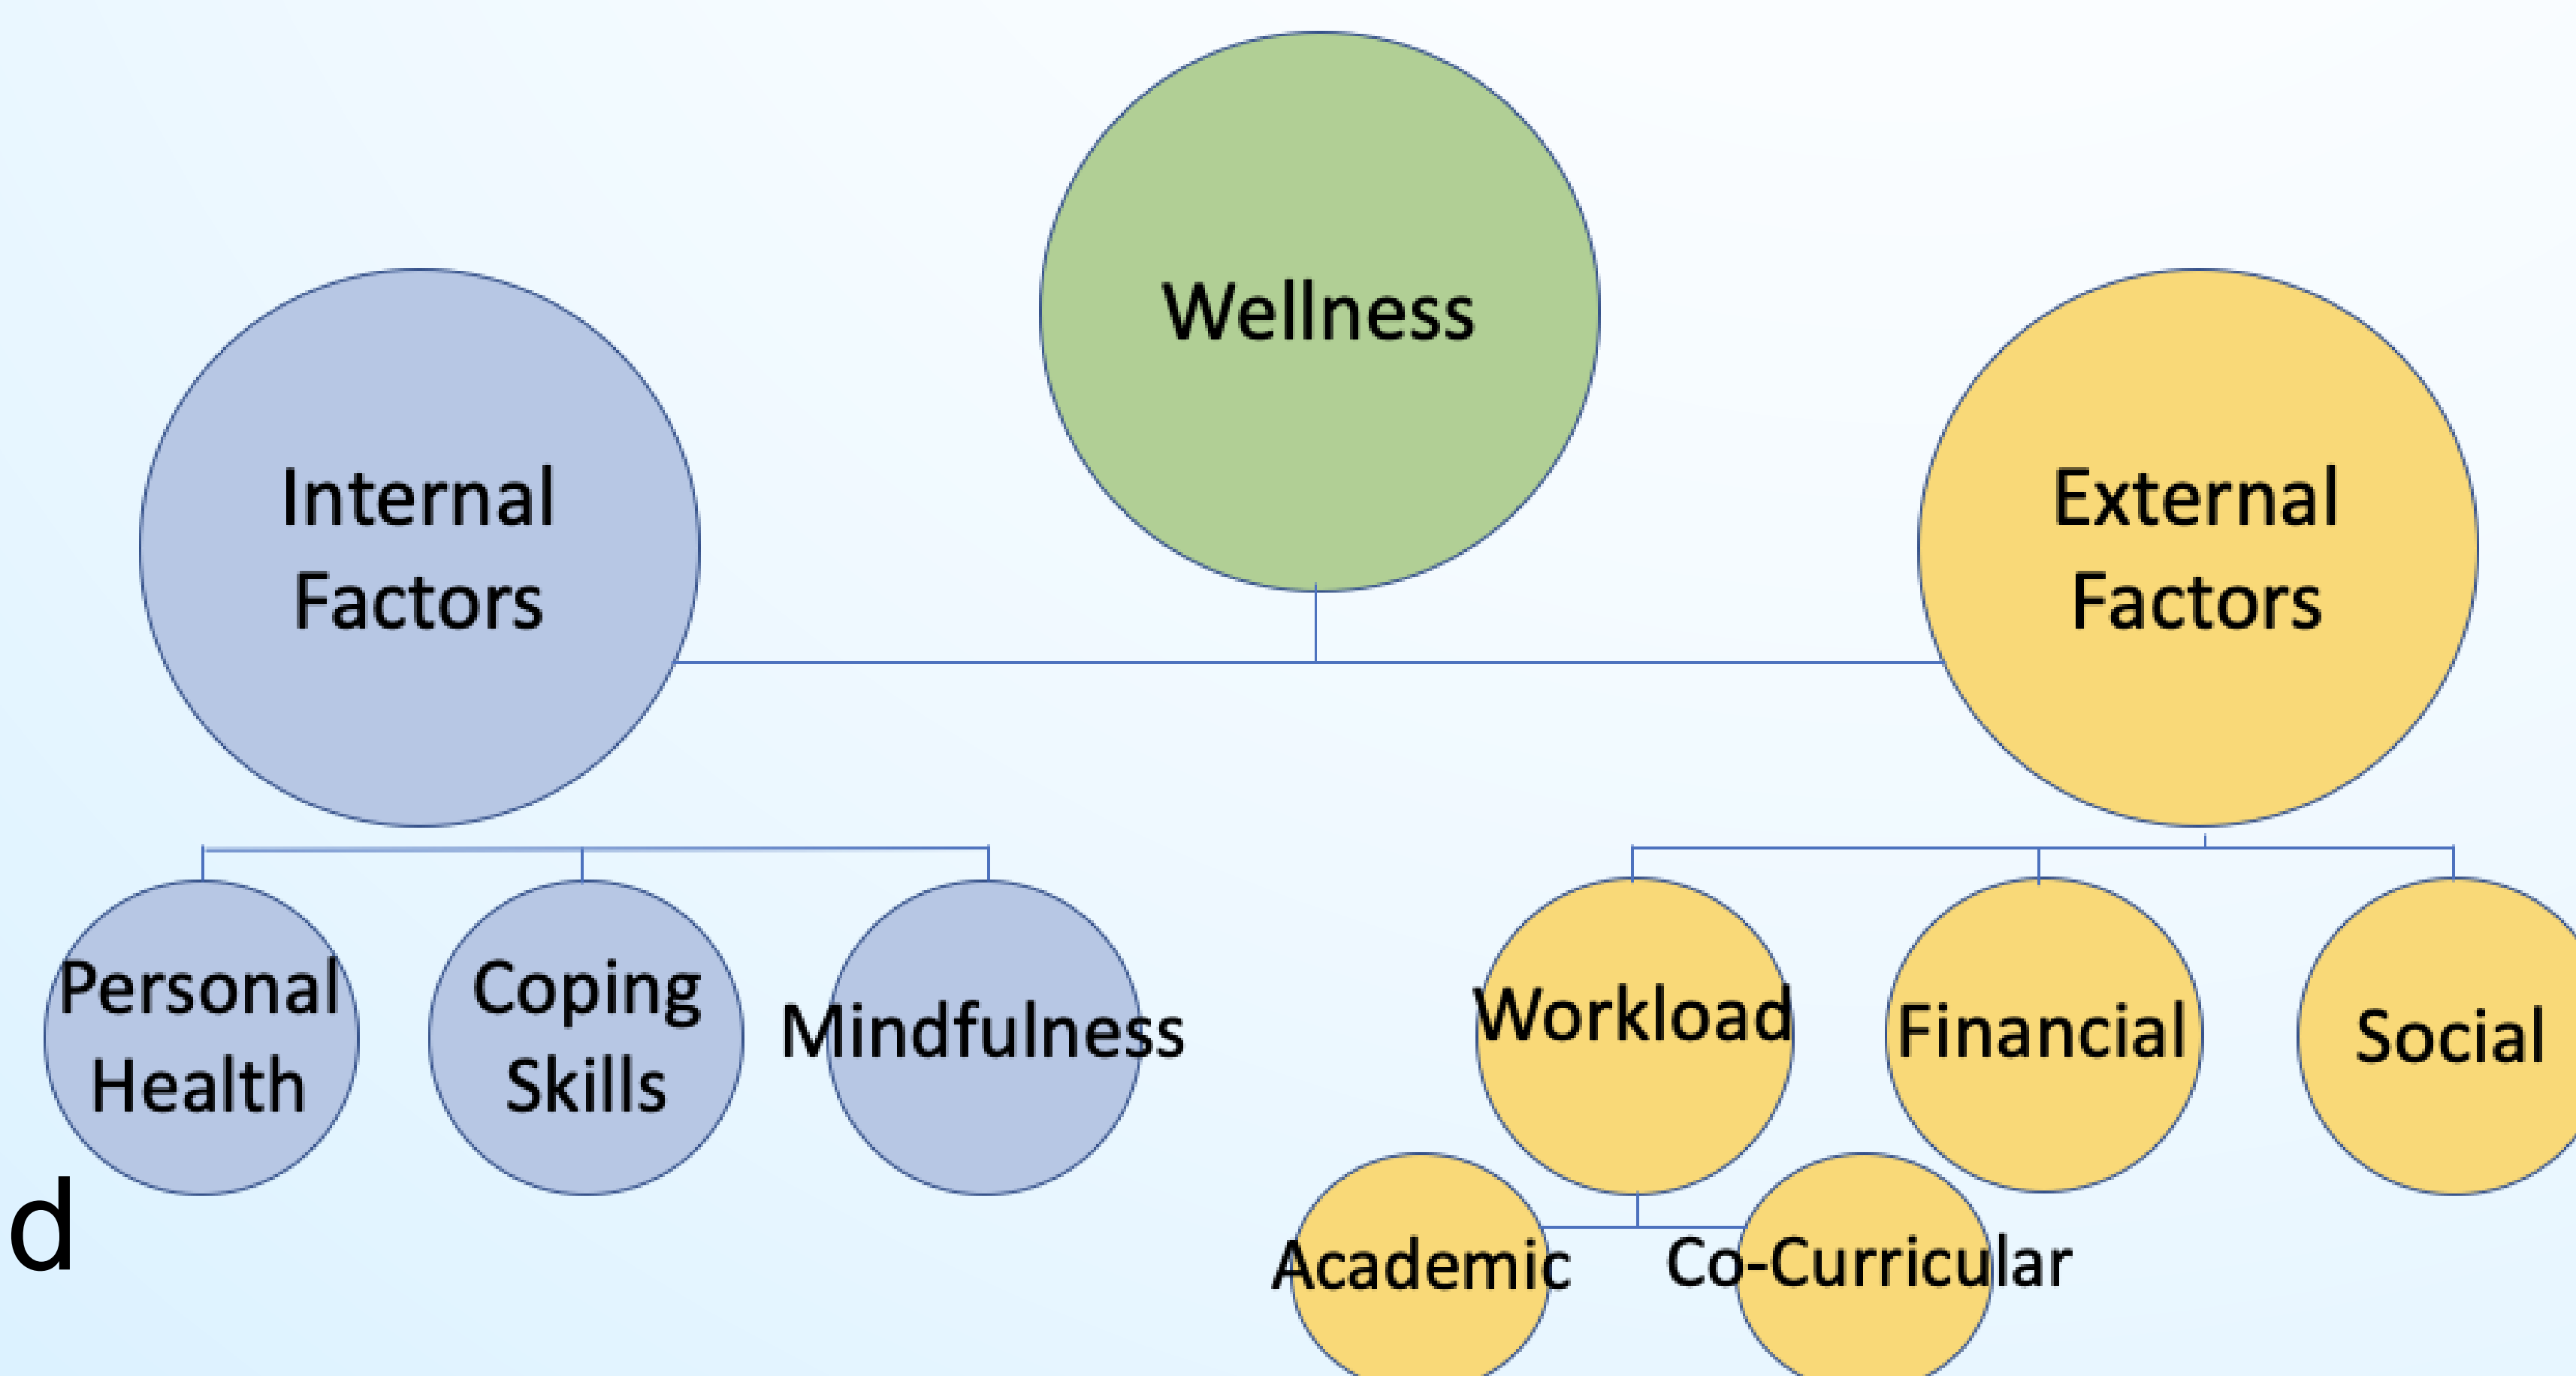 Wellness
Internal
Factors
External
Factors
Personal
Health
Coping
Skills
Mindfulness
Workload
Financial
Social
d
Academic
Co-Curricular